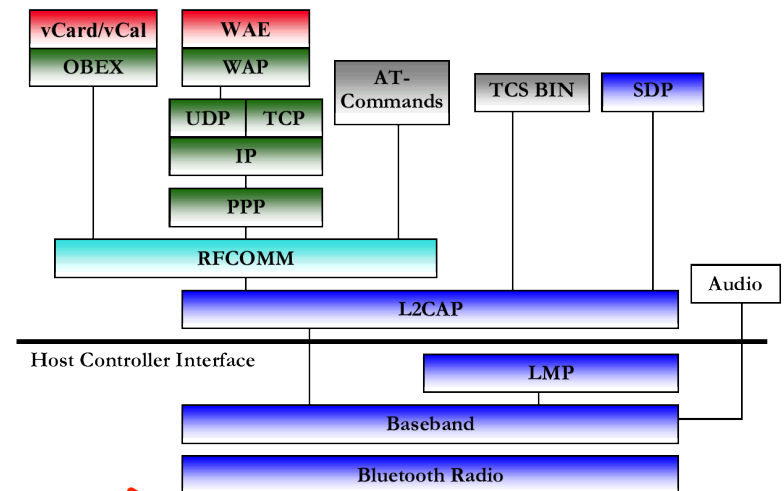 vCard/vCal
OBEX
WAE
WAP
UDP
TCP
IP
PPP
AT-
Commands
TCS BIN
SDP
RFCOMM
L2CAP
Audio
Host Controller Interface
LMP
Baseband
Bluetooth Radio